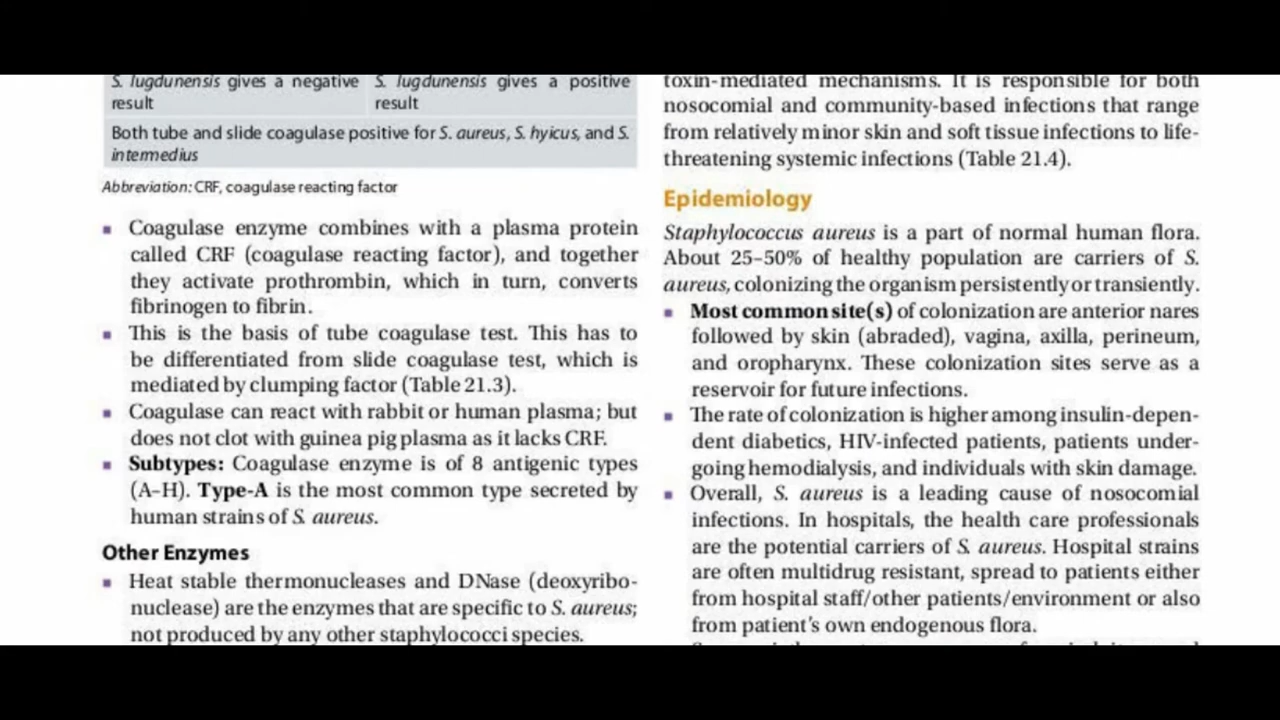 S. lugdunensis gives a negative
result
S. lugdunensis gives a positive
result
Both tube and slide coagulase positive for S. aureus, S. hyicus, and S.
intermedius
Abbreviation: CRF, coagulase reacting factor
▪ Coagulase enzyme combines with a plasma protein
called CRF (coagulase reacting factor), and together
they activate prothrombin, which in turn, converts
fibrinogen to fibrin.
▪ This is the basis of tube coagulase test. This has to
be differentiated from slide coagulase test, which is
mediated by clumping factor (Table 21.3).
▪ Coagulase can react with rabbit or human plasma; but
does not clot with guinea pig plasma as it lacks CRF.
▪ Subtypes: Coagulase enzyme is of 8 antigenic types
(A–H). Type-A is the most common type secreted by
human strains of S. aureus.
Other Enzymes
▪ Heat stable thermonucleases and DNase (deoxyribo-
nuclease) are the enzymes that are specific to S. aureus;
not produced by any other staphylococci species.
toxin-mediated mechanisms. It is responsible for both
nosocomial and community-based infections that range
from relatively minor skin and soft tissue infections to life-
threatening systemic infections (Table 21.4).
Epidemiology
Staphylococcus aureus is a part of normal human flora.
About 25–50% of healthy population are carriers of S.
aureus, colonizing the organism persistently or transiently.
▪ Most common site(s) of colonization are anterior nares
followed by skin (abraded), vagina, axilla, perineum,
and oropharynx. These colonization sites serve as a
reservoir for future infections.
▪ The rate of colonization is higher among insulin-depen-
dent diabetics, HIV-infected patients, patients under-
going hemodialysis, and individuals with skin damage.
▪ Overall, S. aureus is a leading cause of nosocomial
infections. In hospitals, the health care professionals
are the potential carriers of S. aureus. Hospital strains
are often multidrug resistant, spread to patients either
from hospital staff/other patients/environment or also
from patient's own endogenous flora.